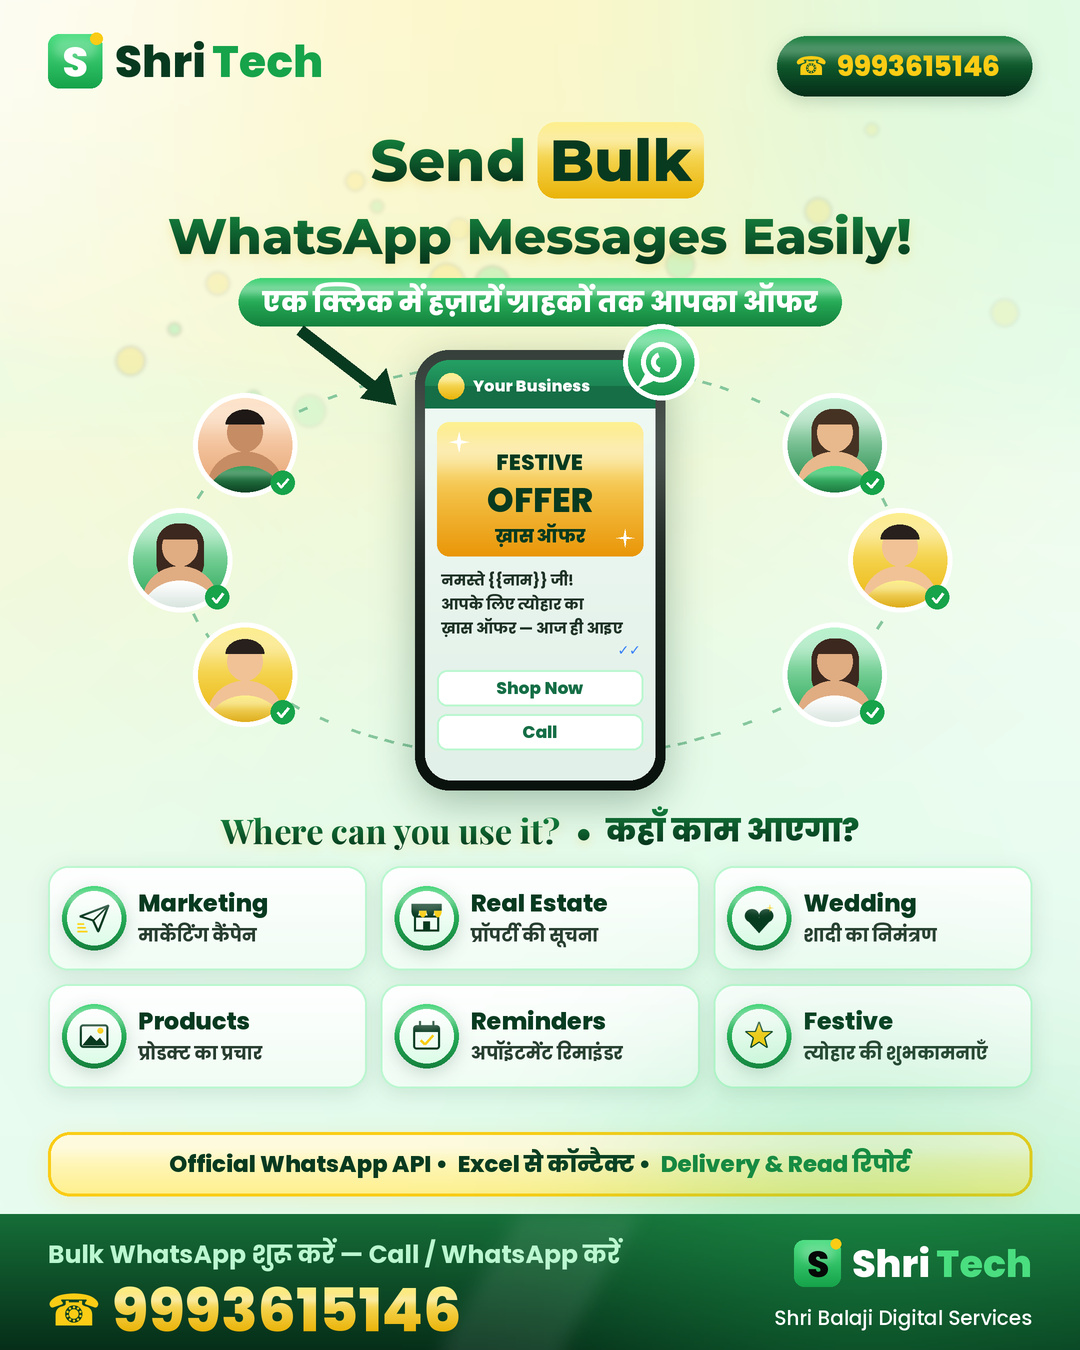 S Shri Tech
☎ 9993615146
Send Bulk
WhatsApp Messages Easily!
एक क्लिक में हज़ारों ग्राहकों तक आपका ऑफर
Your Business
FESTIVE
OFFER
ख़ास ऑफर
नमस्ते {{नाम}} जी!
आपके लिए त्योहार का
ख़ास ऑफर — आज ही आइए
✓✓
Shop Now
Call
Where can you use it? • कहाँ काम आएगा?
Marketing
मार्केटिंग कैंपेन
Real Estate
प्रॉपर्टी की सूचना
Wedding
शादी का निमंत्रण
Products
प्रोडक्ट का प्रचार
Reminders
अपॉइंटमेंट रिमाइंडर
Festive
त्योहार की शुभकामनाएँ
Official WhatsApp API • Excel से कॉन्टैक्ट • Delivery & Read रिपोर्ट
Bulk WhatsApp शुरू करें — Call / WhatsApp करें
☎ 9993615146
S Shri Tech
Shri Balaji Digital Services